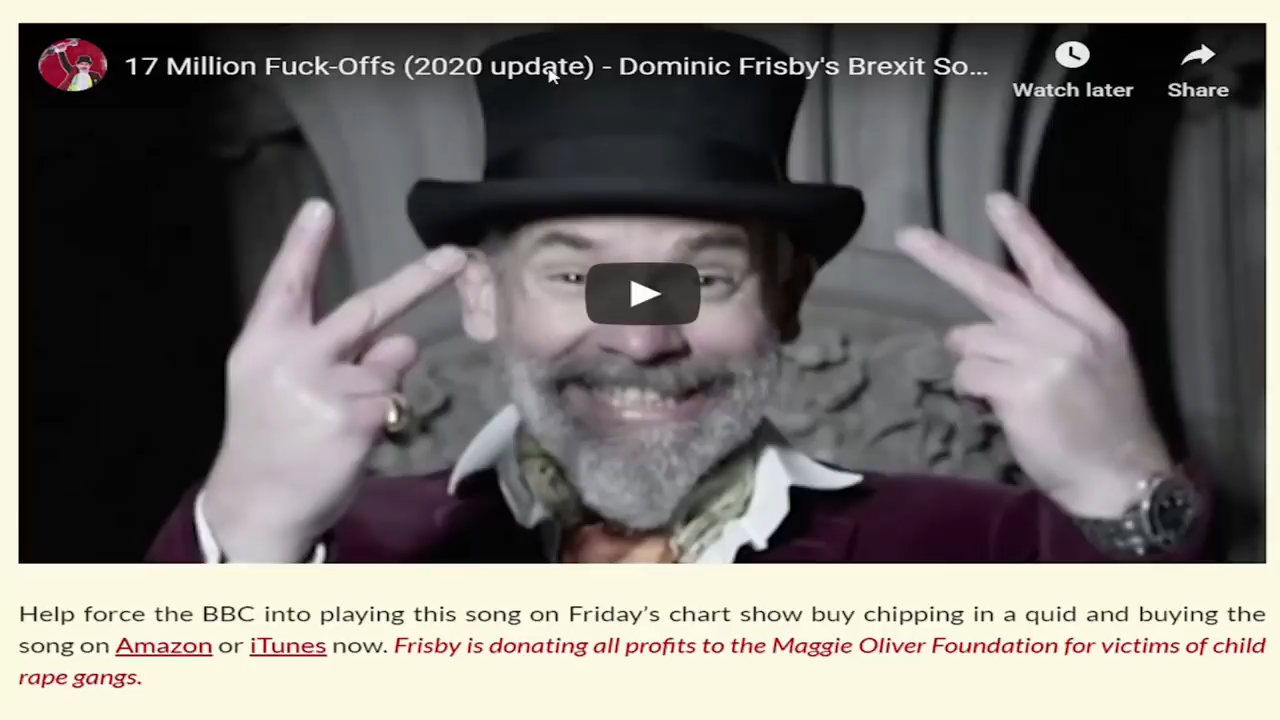 17 Million Fuck-Offs (2020 update) - Dominic Frisby's Brexit So...
Watch later
Share
Help force the BBC into playing this song on Friday’s chart show buy chipping in a quid and buying the
song on Amazon or iTunes now. Frisby is donating all profits to the Maggie Oliver Foundation for victims of child
rape gangs.